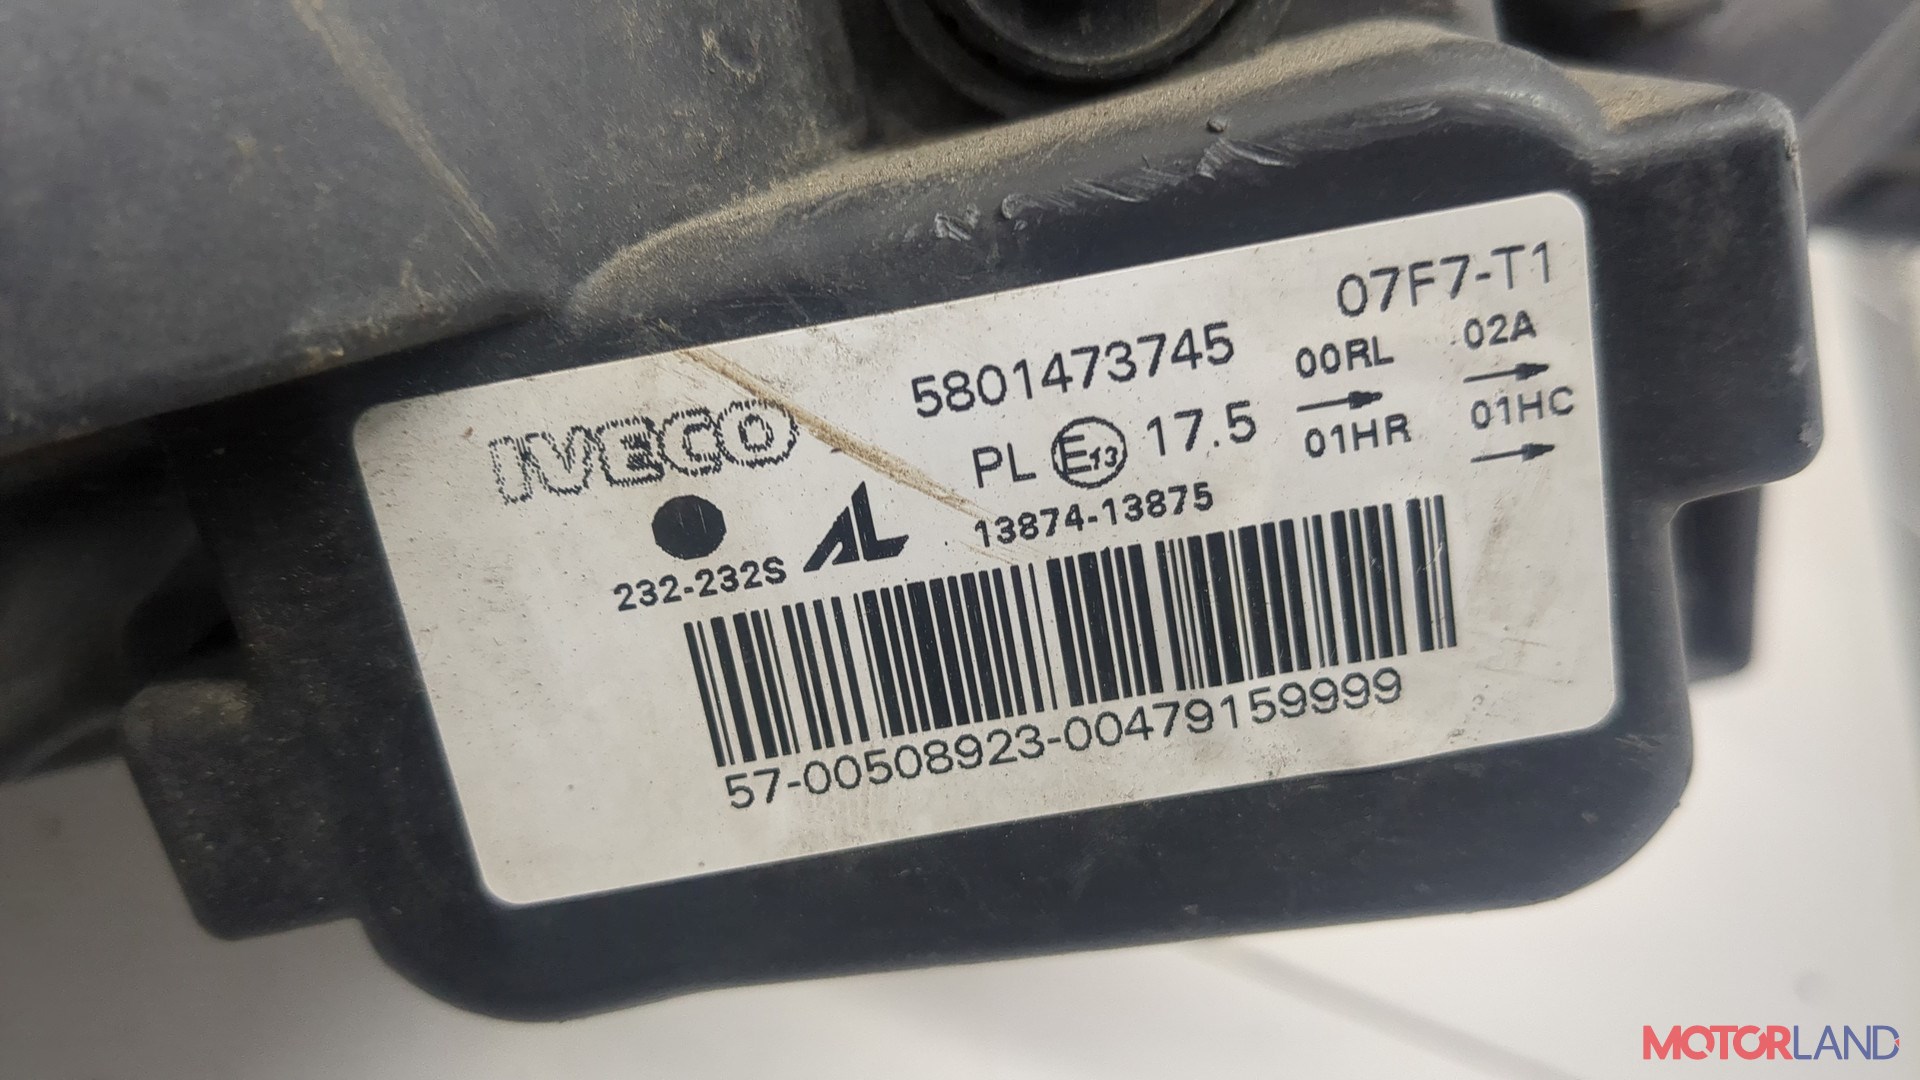 07F7-T1
IVECO 5801473745 00RL 02A
PL E13 17.5 01HR 01HC
232-232S AL 13874-13875
57-00508923-00479159999
MOTORLAND